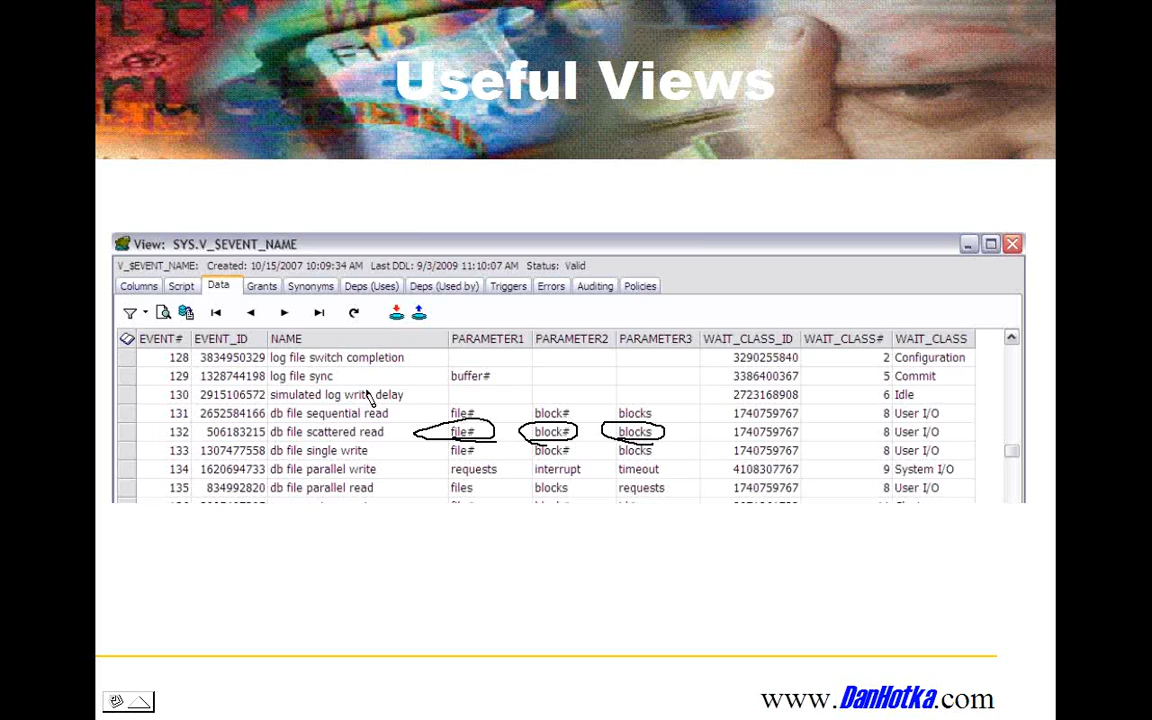 Useful Views
View: SYS.V_$EVENT_NAME
V_$EVENT_NAME: Created: 10/15/2007 10:09:34 AM Last DDL: 9/3/2009 11:10:07 AM Status: Valid
Columns Script Data Grants Synonyms Deps (Uses) Deps (Used by) Triggers Errors Auditing Policies
EVENT# EVENT_ID NAME PARAMETER1 PARAMETER2 PARAMETER3 WAIT_CLASS_ID WAIT_CLASS# WAIT_CLASS
128 3834950329 log file switch completion 3290255840 2 Configuration
129 1328744198 log file sync buffer# 3386400367 5 Commit
130 2915106572 simulated log write delay 2723168908 6 Idle
131 2652584166 db file sequential read file# block# blocks 1740759767 8 User I/O
132 506183215 db file scattered read file# block# blocks 1740759767 8 User I/O
133 1307477558 db file single write file# block# blocks 1740759767 8 User I/O
134 1620694733 db file parallel write requests interrupt timeout 4108307767 9 System I/O
135 834992820 db file parallel read files blocks requests 1740759767 8 User I/O
www.DanHotka.com